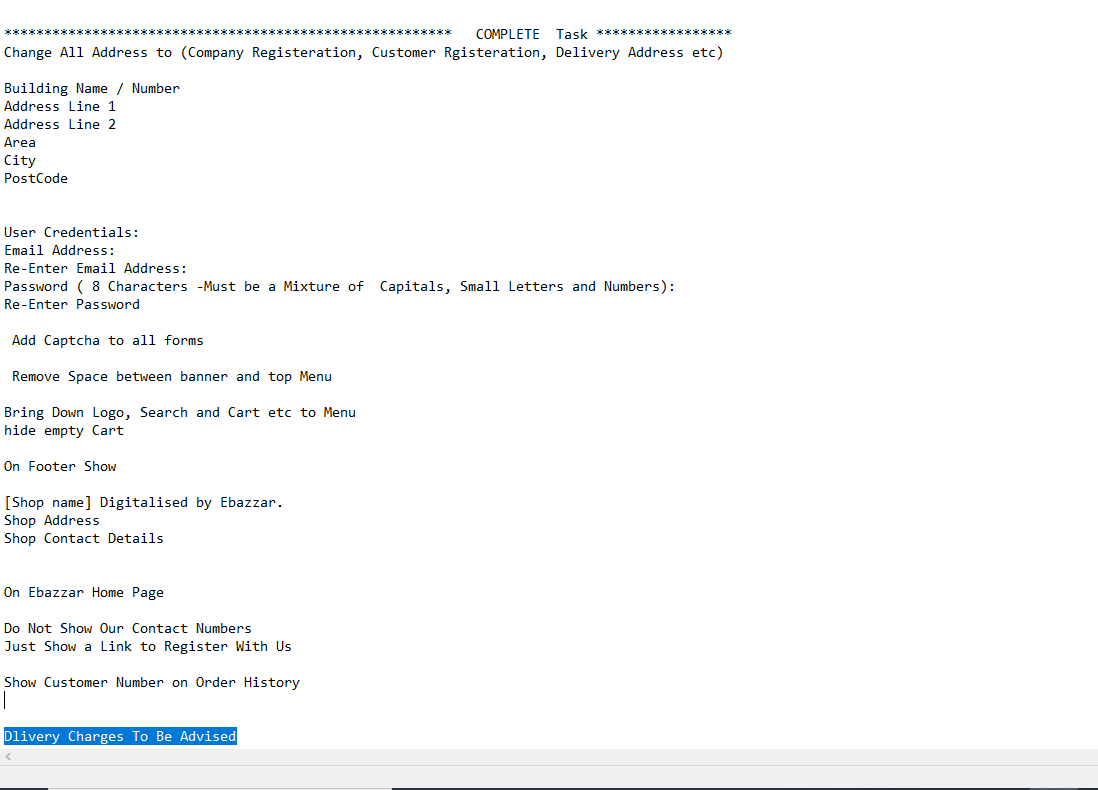 ******************************************************** COMPLETE Task *****************
Change All Address to (Company Registeration, Customer Rgisteration, Delivery Address etc)
Building Name / Number
Address Line 1
Address Line 2
Area
City
PostCode
User Credentials:
Email Address:
Re-Enter Email Address:
Password ( 8 Characters -Must be a Mixture of  Capitals, Small Letters and Numbers):
Re-Enter Password
Add Captcha to all forms
Remove Space between banner and top Menu
Bring Down Logo, Search and Cart etc to Menu
hide empty Cart
On Footer Show
[Shop name] Digitalised by Ebazzar.
Shop Address
Shop Contact Details
On Ebazzar Home Page
Do Not Show Our Contact Numbers
Just Show a Link to Register With Us
Show Customer Number on Order History
Dlivery Charges To Be Advised